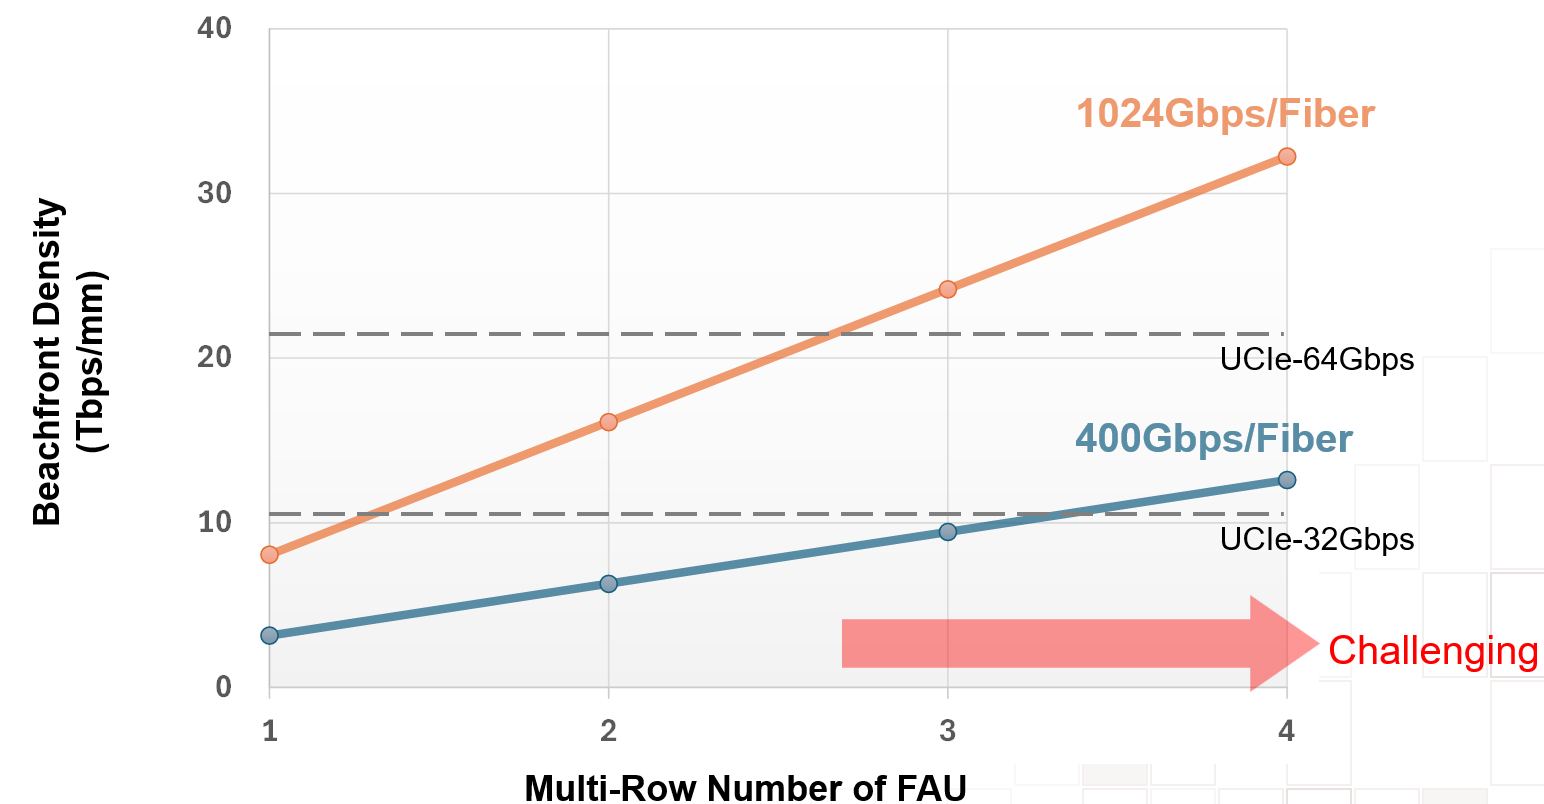 40
1024Gbps/Fiber
30
Beachfront Density
(Tbps/mm)
20
UCIe-64Gbps
400Gbps/Fiber
10
UCIe-32Gbps
Challenging
0
1 2 3 4
Multi-Row Number of FAU